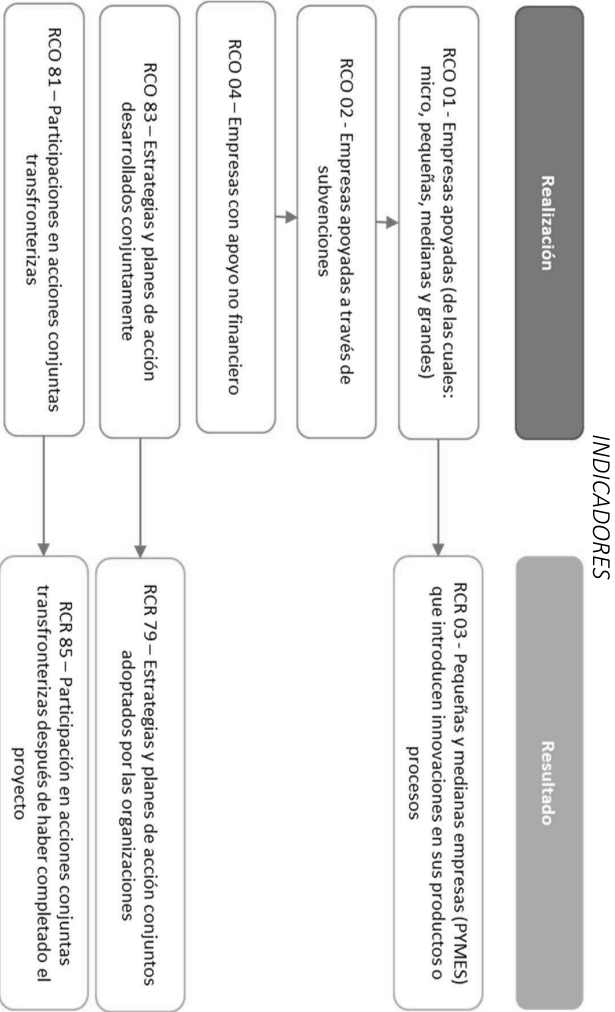 INDICADORES
Realización
Resultado
RCO 01 - Empresas apoyadas (de las cuales:
micro, pequeñas, medianas y grandes)
RCR 03 - Pequeñas y medianas empresas (PYMES)
que introducen innovaciones en sus productos o
procesos
RCO 02 - Empresas apoyadas a través de
subvenciones
RCO 04 – Empresas con apoyo no financiero
RCO 83 – Estrategias y planes de acción
desarrollados conjuntamente
RCR 79 – Estrategias y planes de acción conjuntos
adoptados por las organizaciones
RCO 81 – Participaciones en acciones conjuntas
transfronterizas
RCR 85 – Participación en acciones conjuntas
transfronterizas después de haber completado el
proyecto